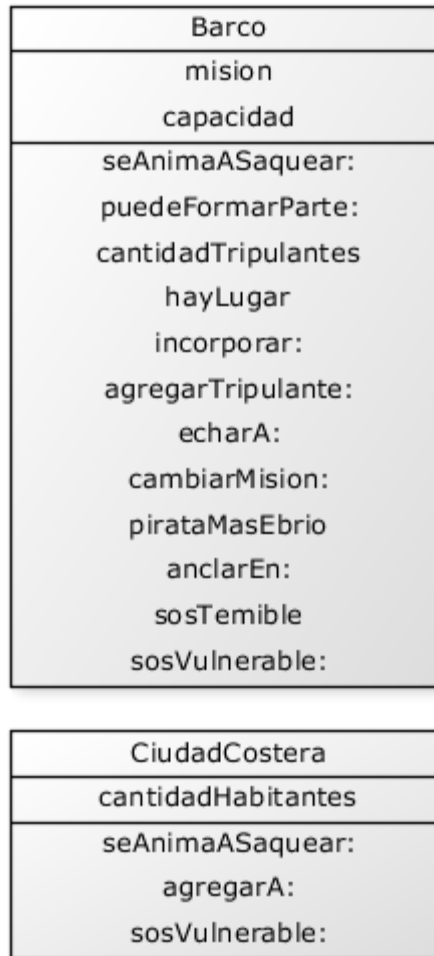 Barco
mision
capacidad
seAnimaASaquear:
puedeFormarParte:
cantidadTripulantes
hayLugar
incorporar:
agregarTripulante:
echarA:
cambiarMision:
pirataMasEbrio
anclarEn:
sosTemible
sosVulnerable:
CiudadCostera
cantidadHabitantes
seAnimaASaquear:
agregarA:
sosVulnerable: